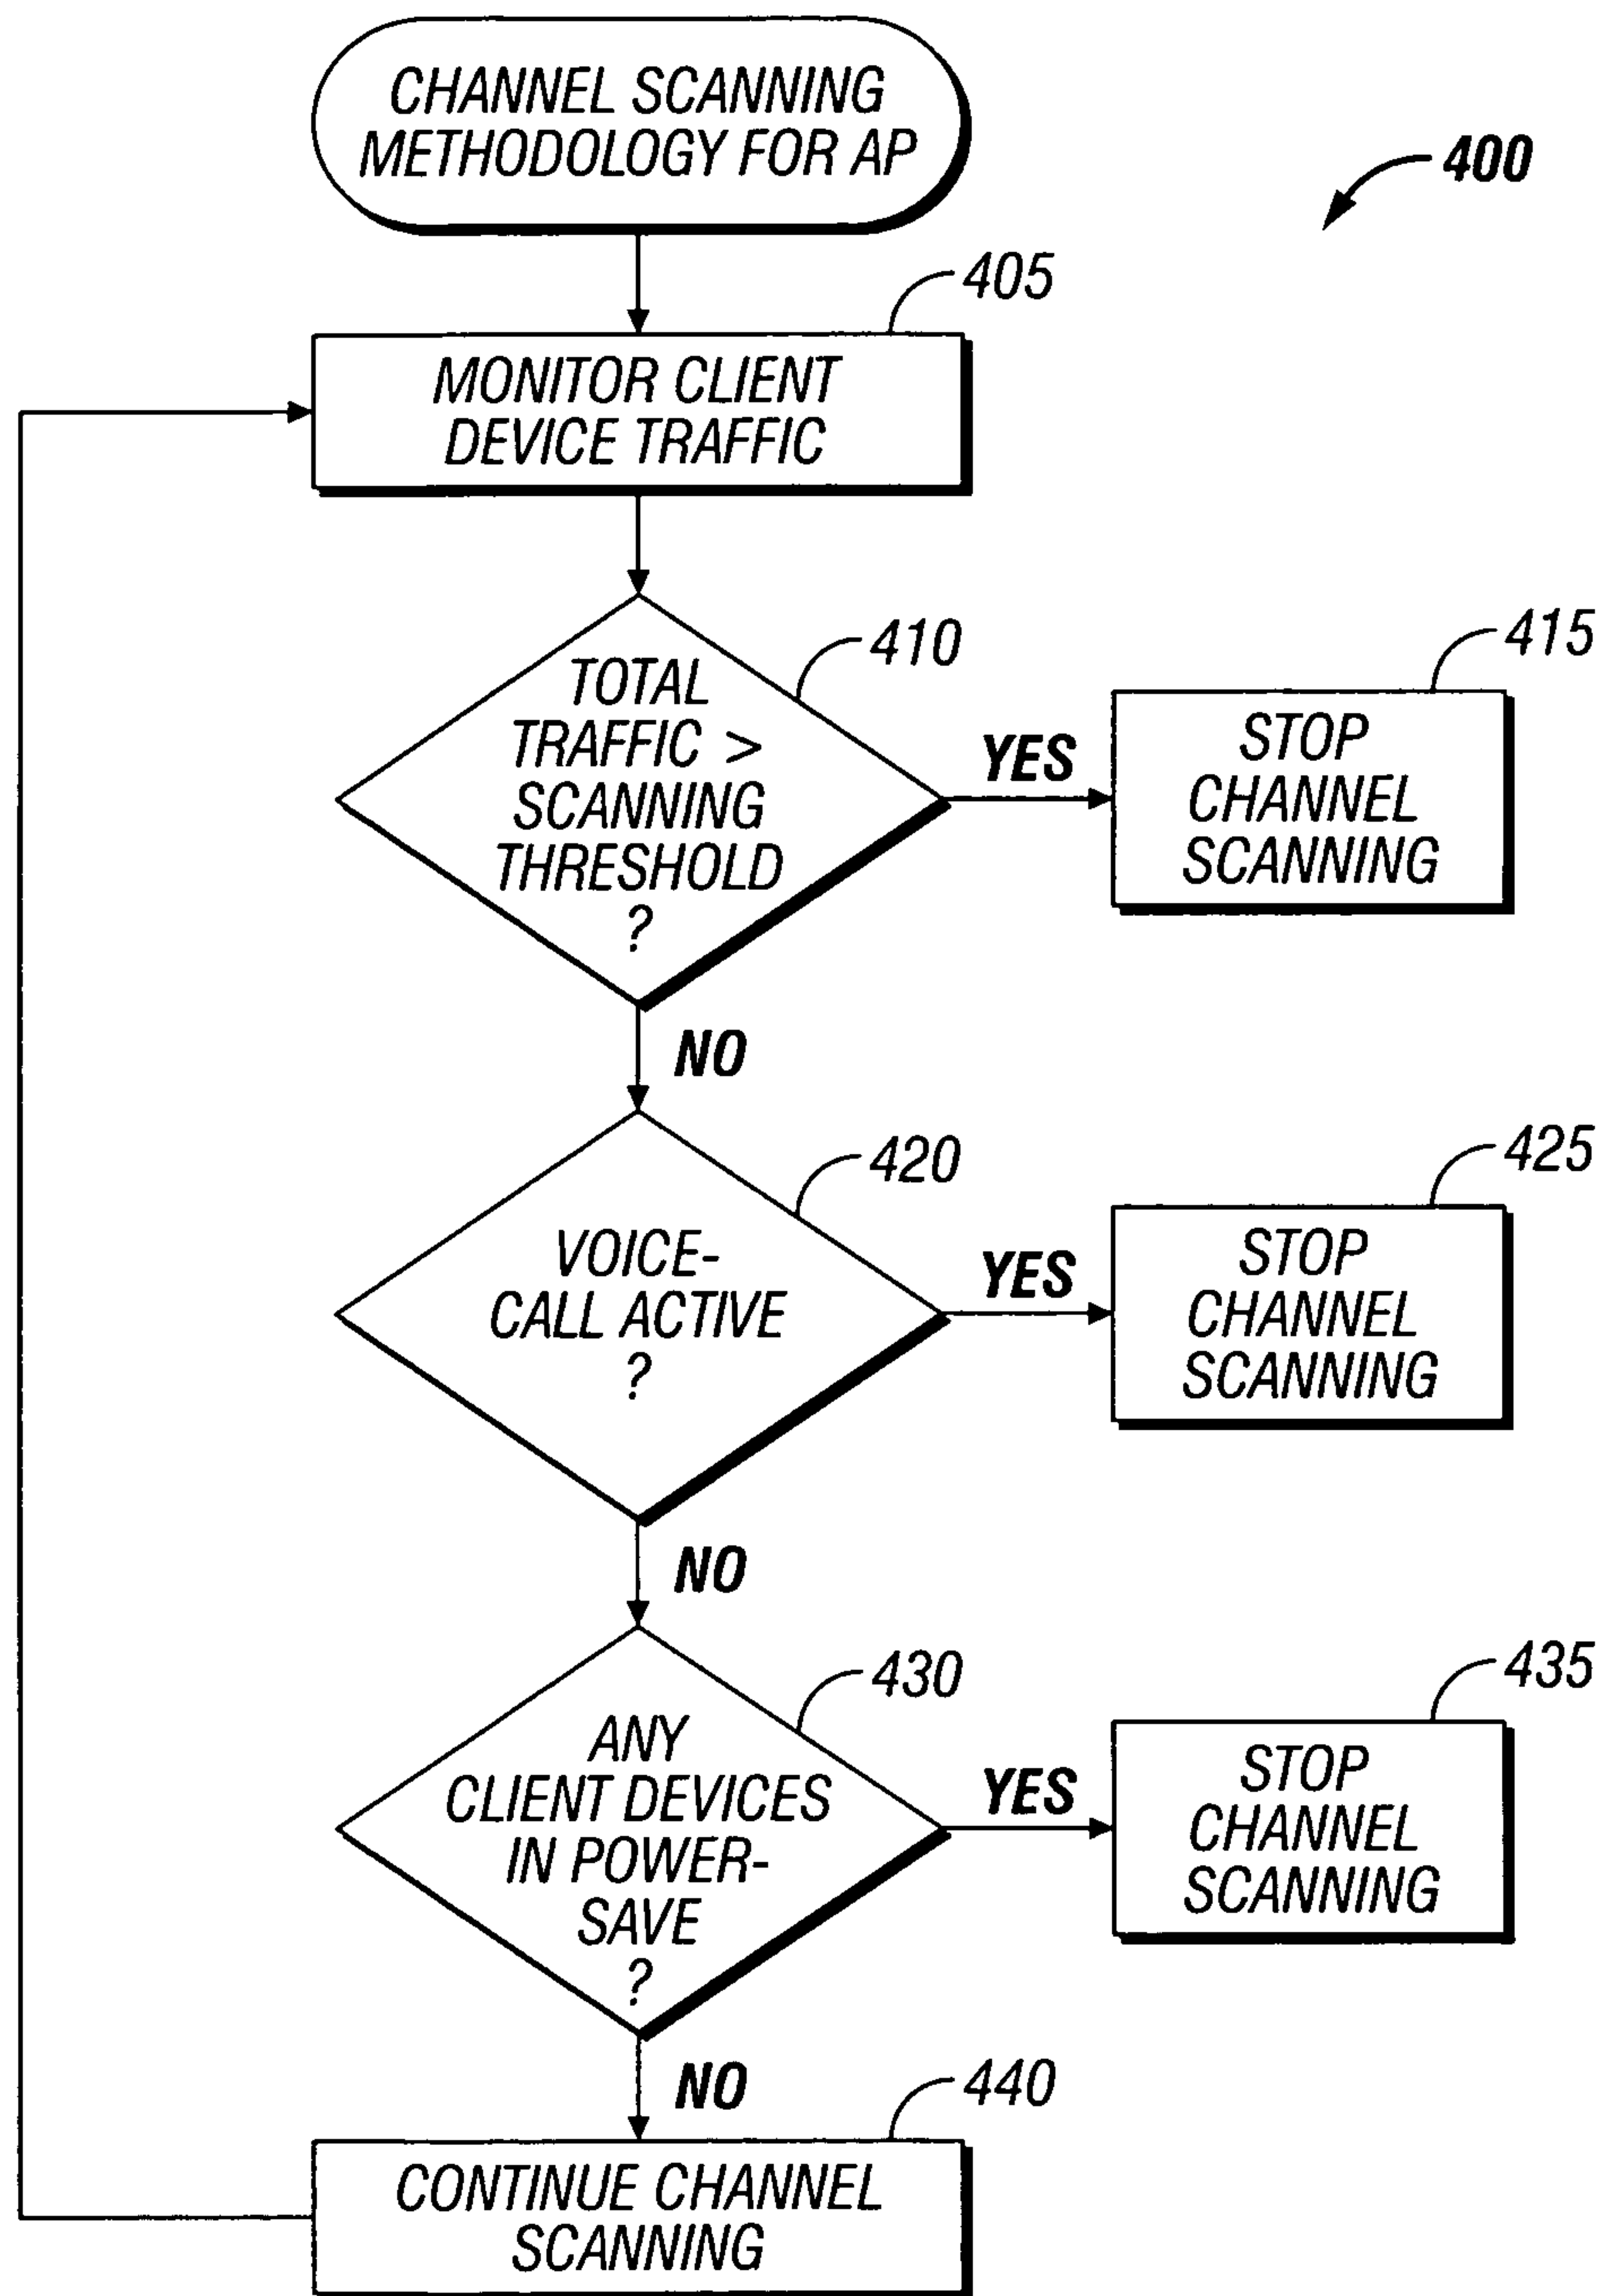 CHANNEL SCANNING
METHODOLOGY FOR AP
400
405
MONITOR CLIENT
DEVICE TRAFFIC
410
TOTAL
TRAFFIC >
SCANNING
THRESHOLD
?
YES
415
STOP
CHANNEL
SCANNING
NO
420
VOICE-
CALL ACTIVE
?
YES
425
STOP
CHANNEL
SCANNING
NO
430
ANY
CLIENT DEVICES
IN POWER-
SAVE
?
YES
435
STOP
CHANNEL
SCANNING
NO
440
CONTINUE CHANNEL
SCANNING